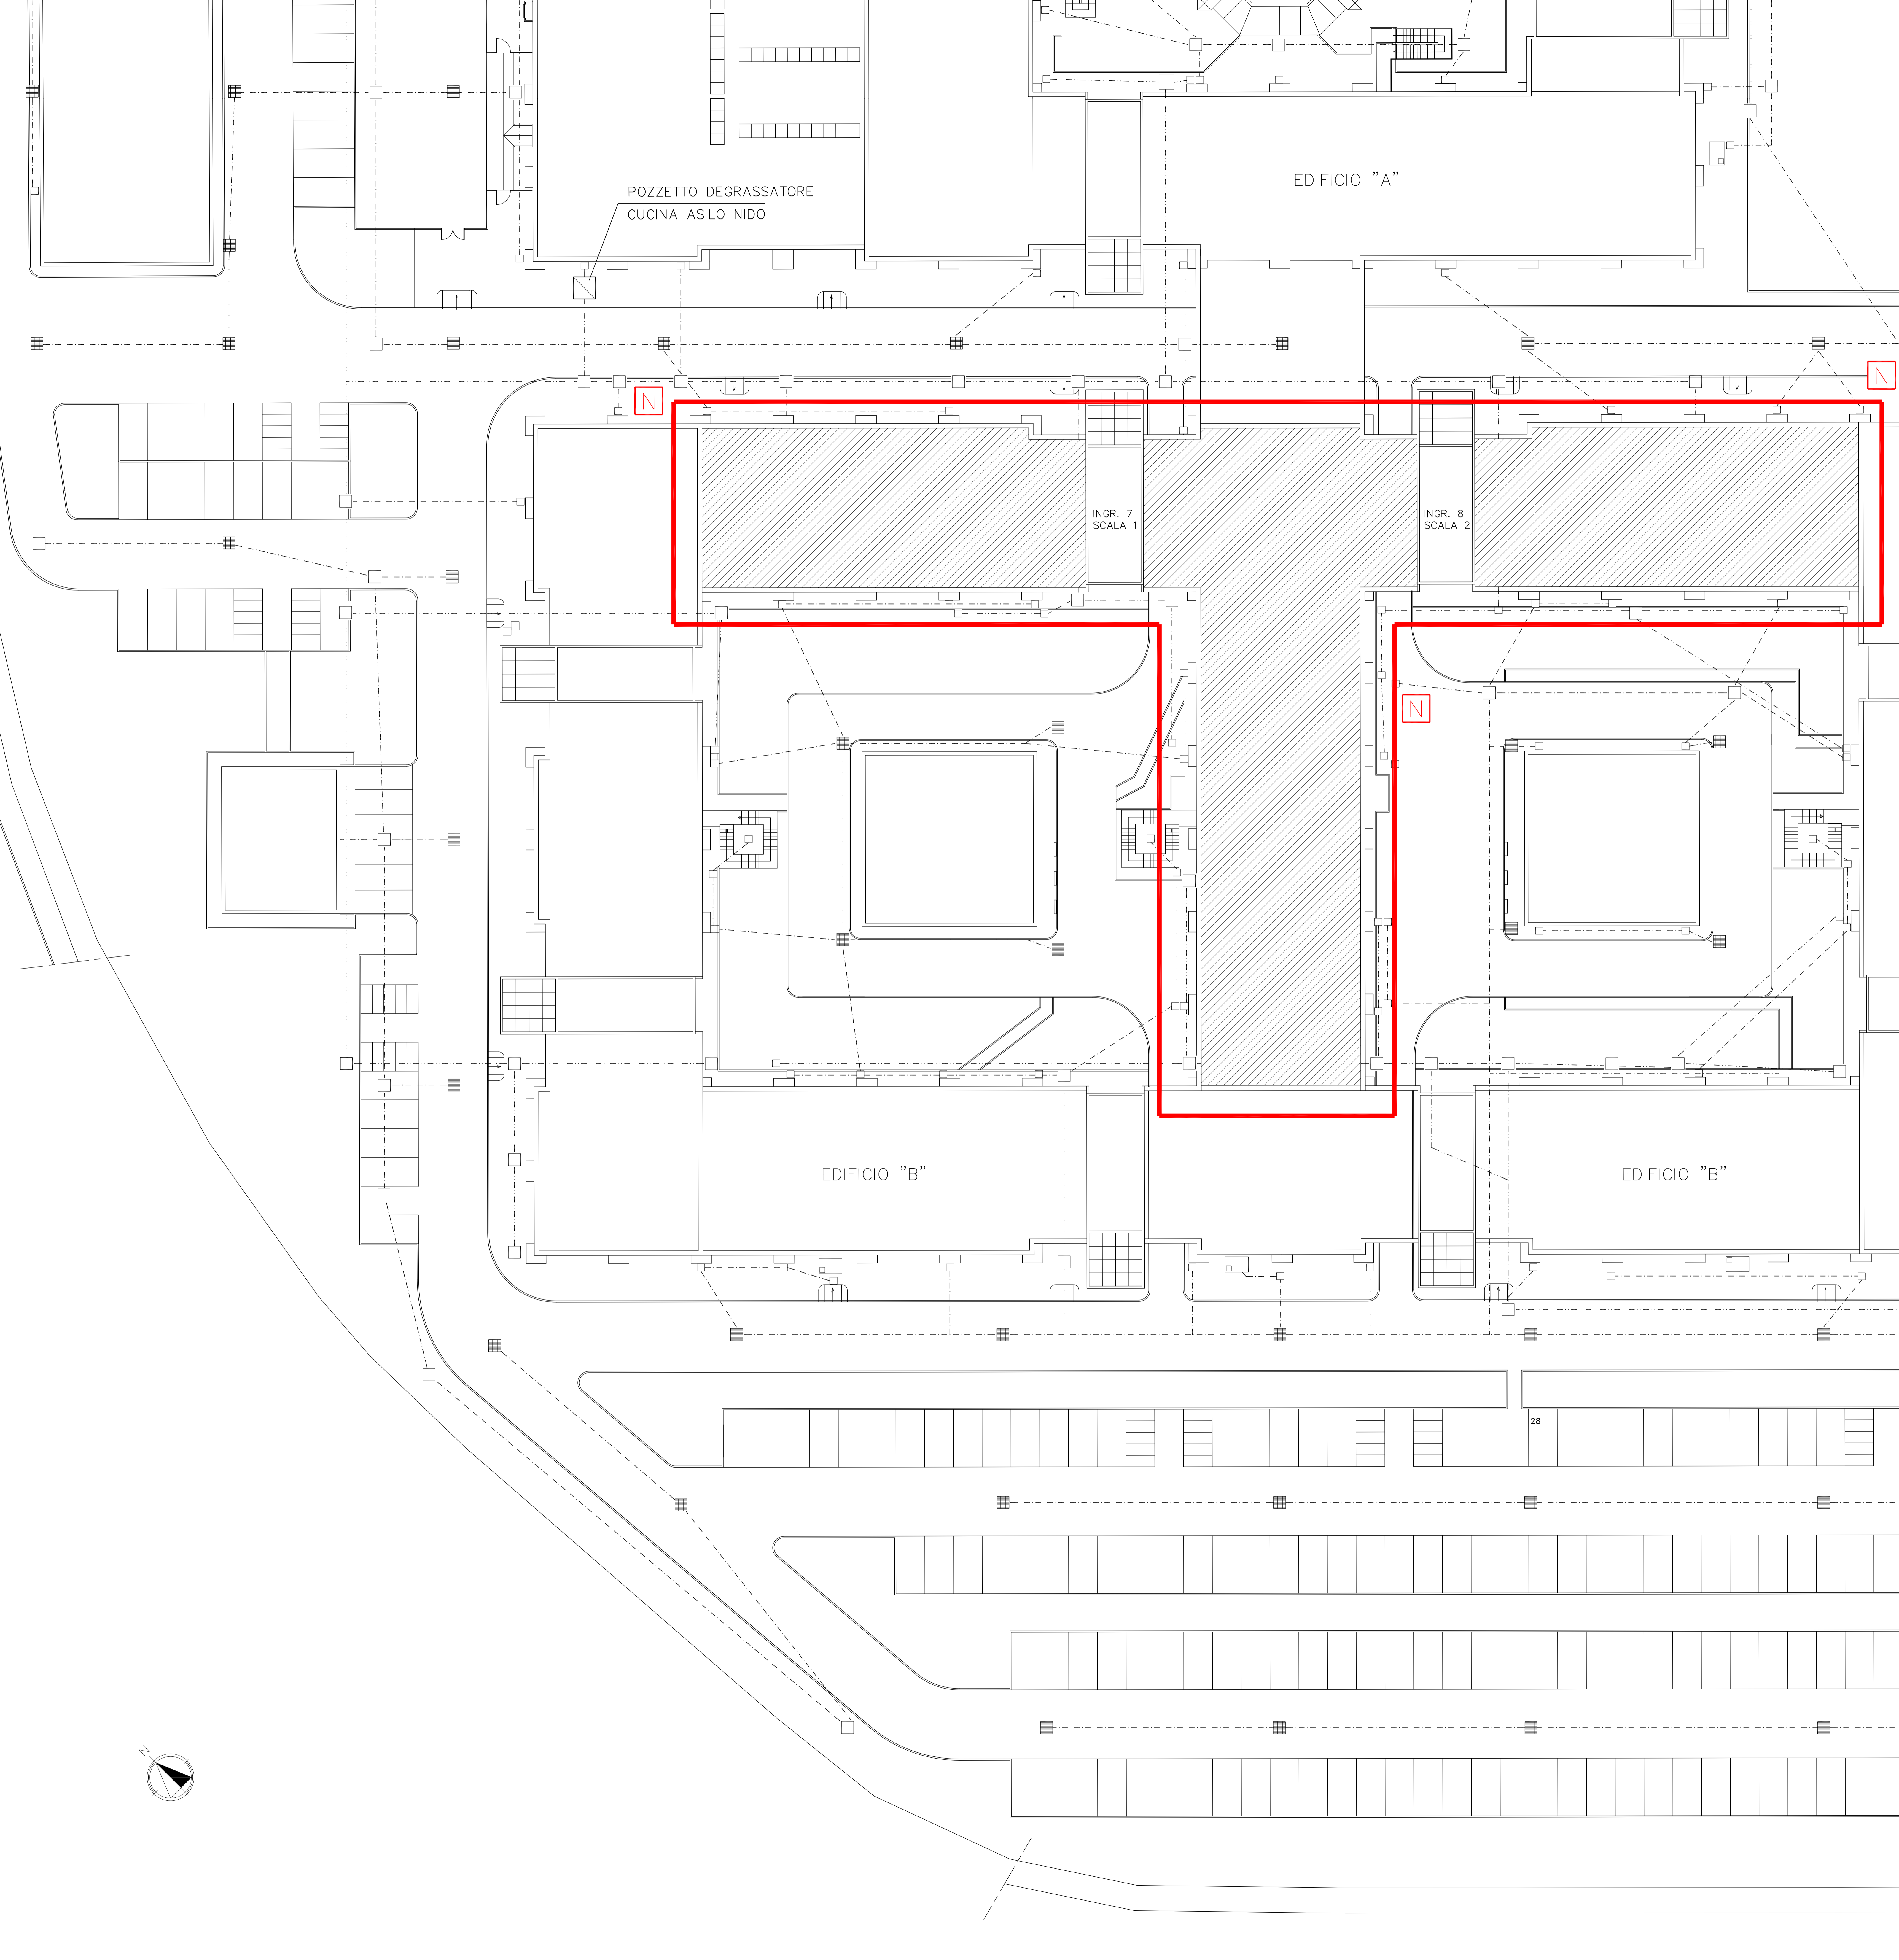 EDIFICIO "A"
POZZETTO DEGRASSATORE
CUCINA ASILO NIDO
N
N
INGR. 7
SCALA 1
INGR. 8
SCALA 2
N
EDIFICIO "B"
EDIFICIO "B"
28
N